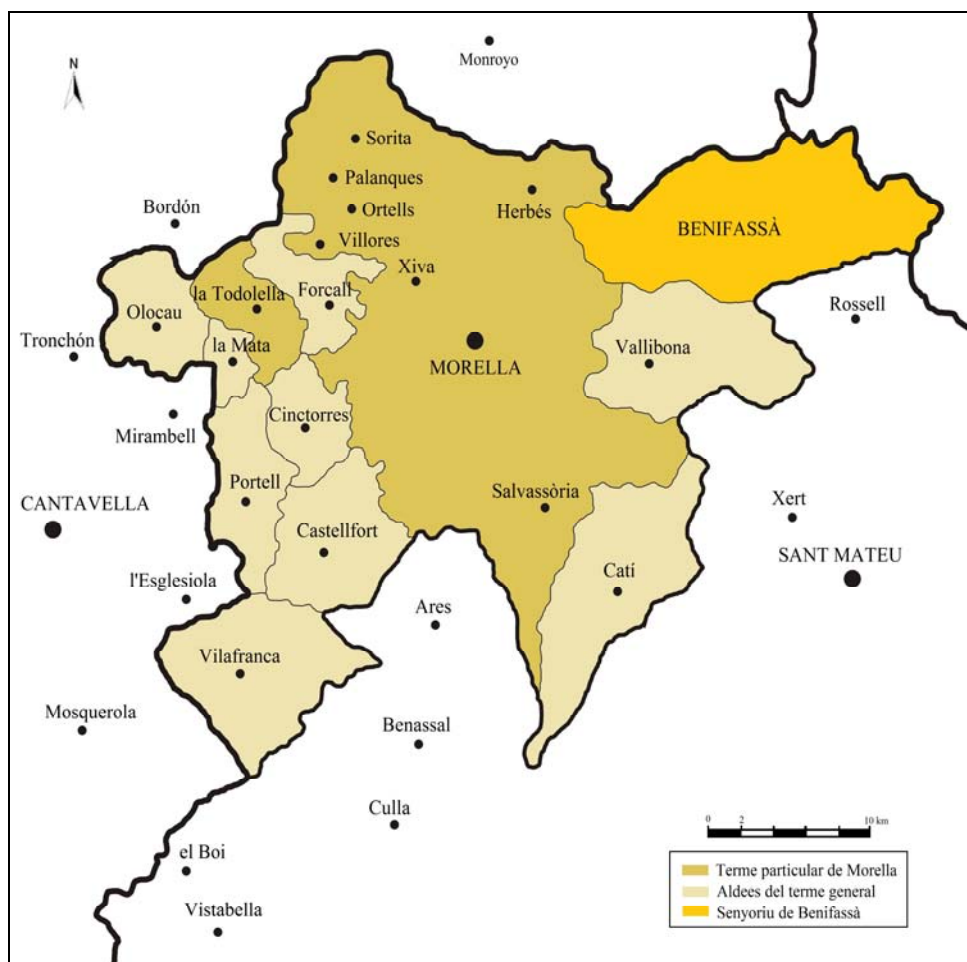 Monroyo
N
Sorita
Palanques
Herbés
Ortells
Bordón
BENIFASSÀ
Villores
Xiva
la Todolella
Forcall
Olocau
Rossell
Tronchón
la Mata
Vallibona
MORELLA
Mirambell
Cinctorres
Portell
Salvassòria
CANTAVELLA
Xert
Castellfort
SANT MATEU
Catí
l'Esglesiola
Ares
Vilafranca
Mosquerola
Benassal
Culla
0 2 10 km
el Boi
Terme particular de Morella
Aldees del terme general
Senyoriu de Benifassà
Vistabella